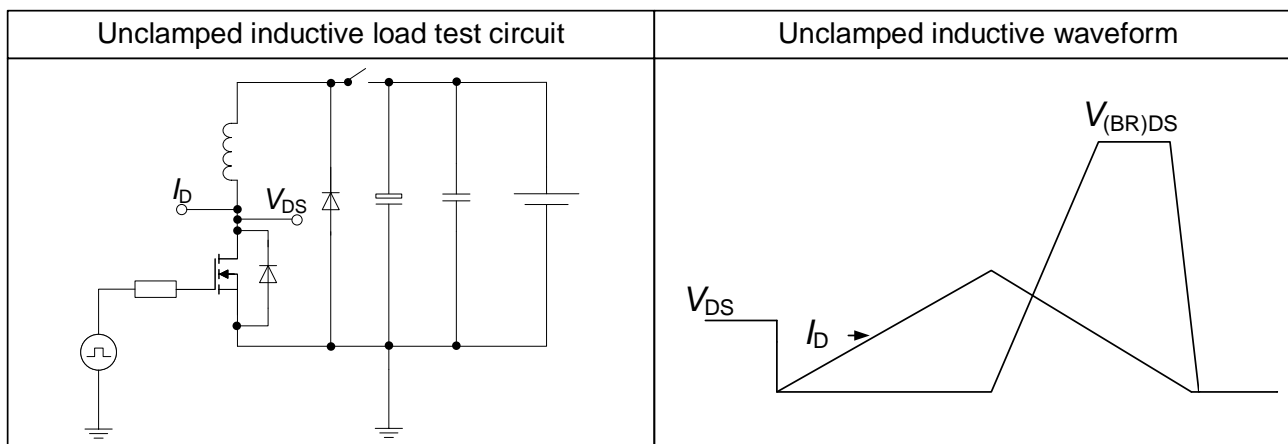 Unclamped inductive load test circuit
Unclamped inductive waveform
V(BR)DS
ID
VDS
VDS
ID